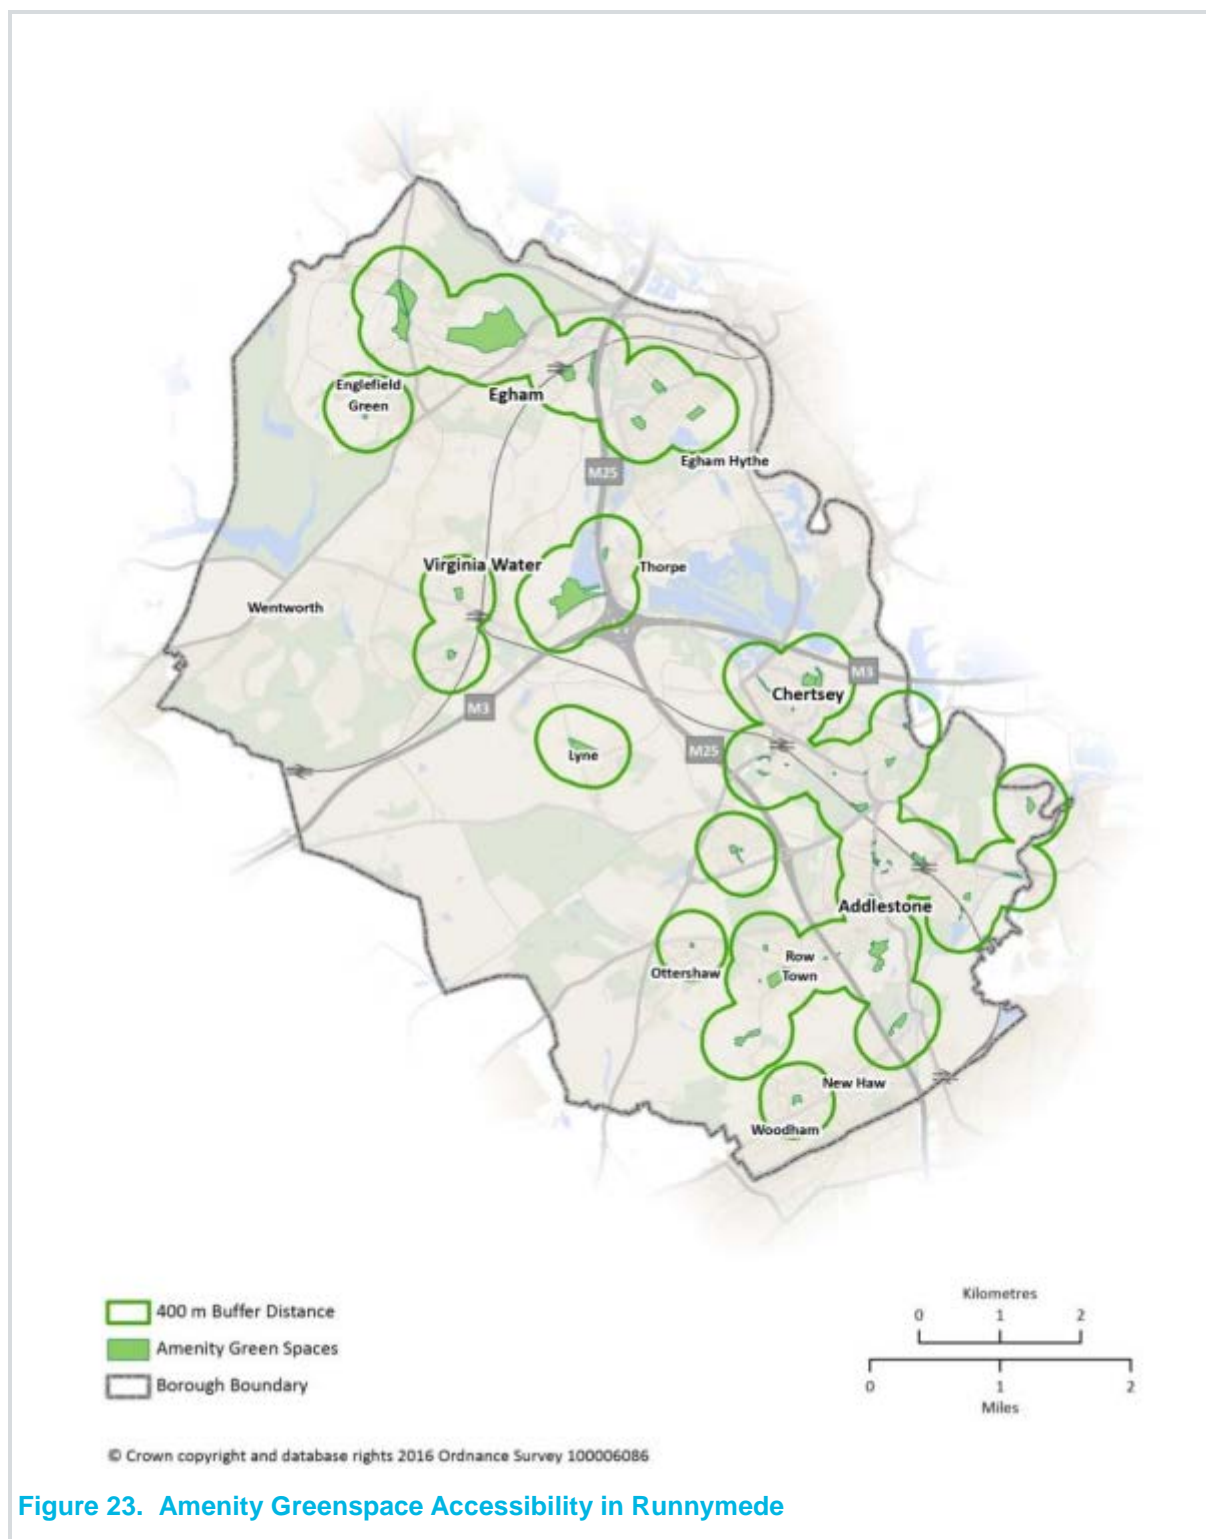 Englefield
Green
Egham
Egham Hythe
M25
Virginia Water
Thorpe
Wentworth
M3
Chertsey
M3
M25
Lyne
Addlestone
Row
Town
Ottershaw
New Haw
Woodham
400 m Buffer Distance
Amenity Green Spaces
Borough Boundary
Kilometres
0 1 2
0 1 2
Miles
© Crown copyright and database rights 2016 Ordnance Survey 100006086
Figure 23. Amenity Greenspace Accessibility in Runnymede